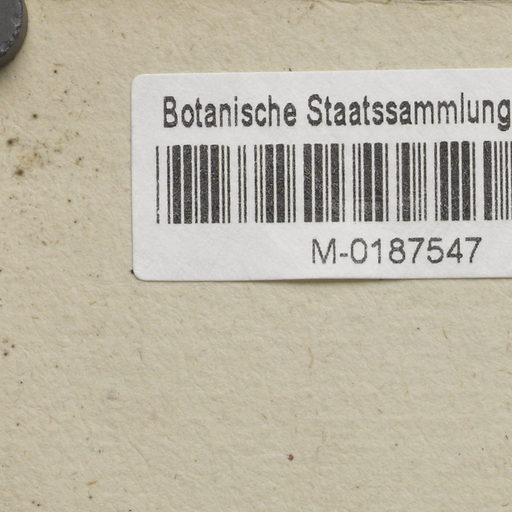 Botanische Staatssammlung
M-0187547